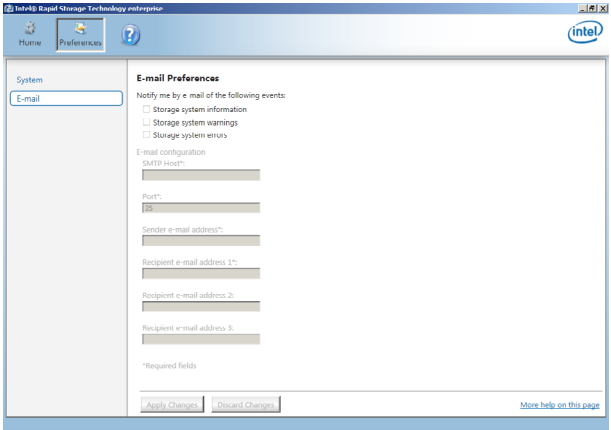 Intel® Rapid Storage Technology enterprise
Home
Preferences
?
intel
System
E-mail
E-mail Preferences
Notify me by e-mail of the following events:
Storage system information
Storage system warnings
Storage system errors
E-mail configuration
SMTP Host*:
Port*:
25
Sender e-mail address*:
Recipient e-mail address 1*:
Recipient e-mail address 2:
Recipient e-mail address 3:
*Required fields
Apply Changes
Discard Changes
More help on this page